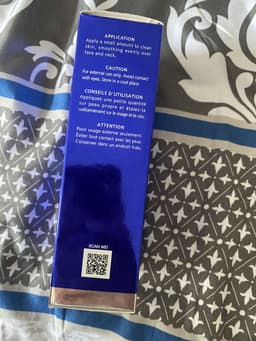 APPLICATION
Apply a small amount to clean
skin, smoothing evenly over
face and neck.
CAUTION
For external use only. Avoid contact
with eyes. Store in a cool place.
CONSEILS D'UTILISATION
Appliquez une petite quantité
sur peau propre et étalez-la
uniformément sur le visage et le cou.
ATTENTION
Pour usage externe seulement.
Éviter tout contact avec les yeux.
Conserver dans un endroit frais.
SCAN ME!